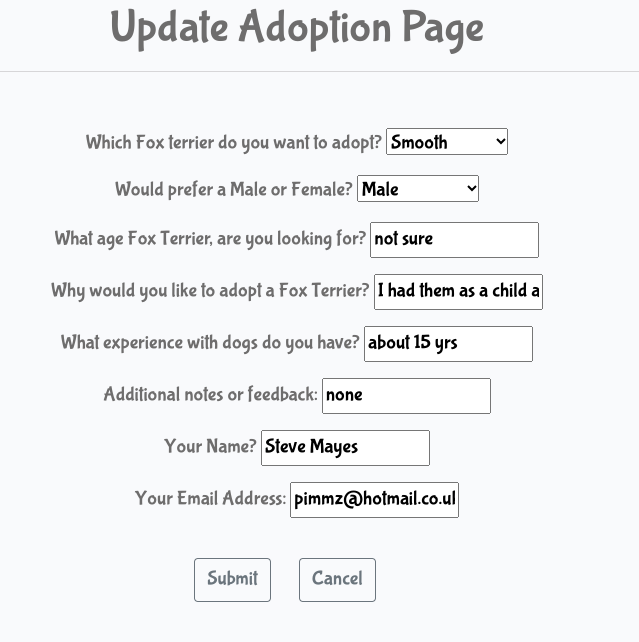 Update Adoption Page
Which Fox terrier do you want to adopt? Smooth
Would prefer a Male or Female? Male
What age Fox Terrier, are you looking for? not sure
Why would you like to adopt a Fox Terrier? I had them as a child a
What experience with dogs do you have? about 15 yrs
Additional notes or feedback: none
Your Name? Steve Mayes
Your Email Address: pimmz@hotmail.co.ul
Submit Cancel